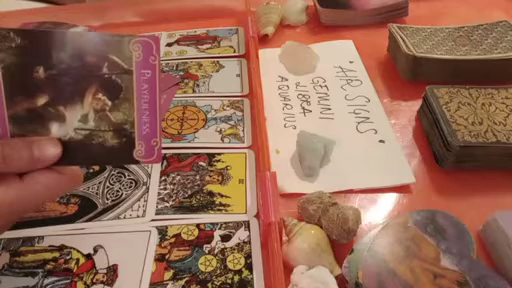 PLAYFULNESS
"AIR SIGNS"
GEMINI
LIBRA
AQUARIUS